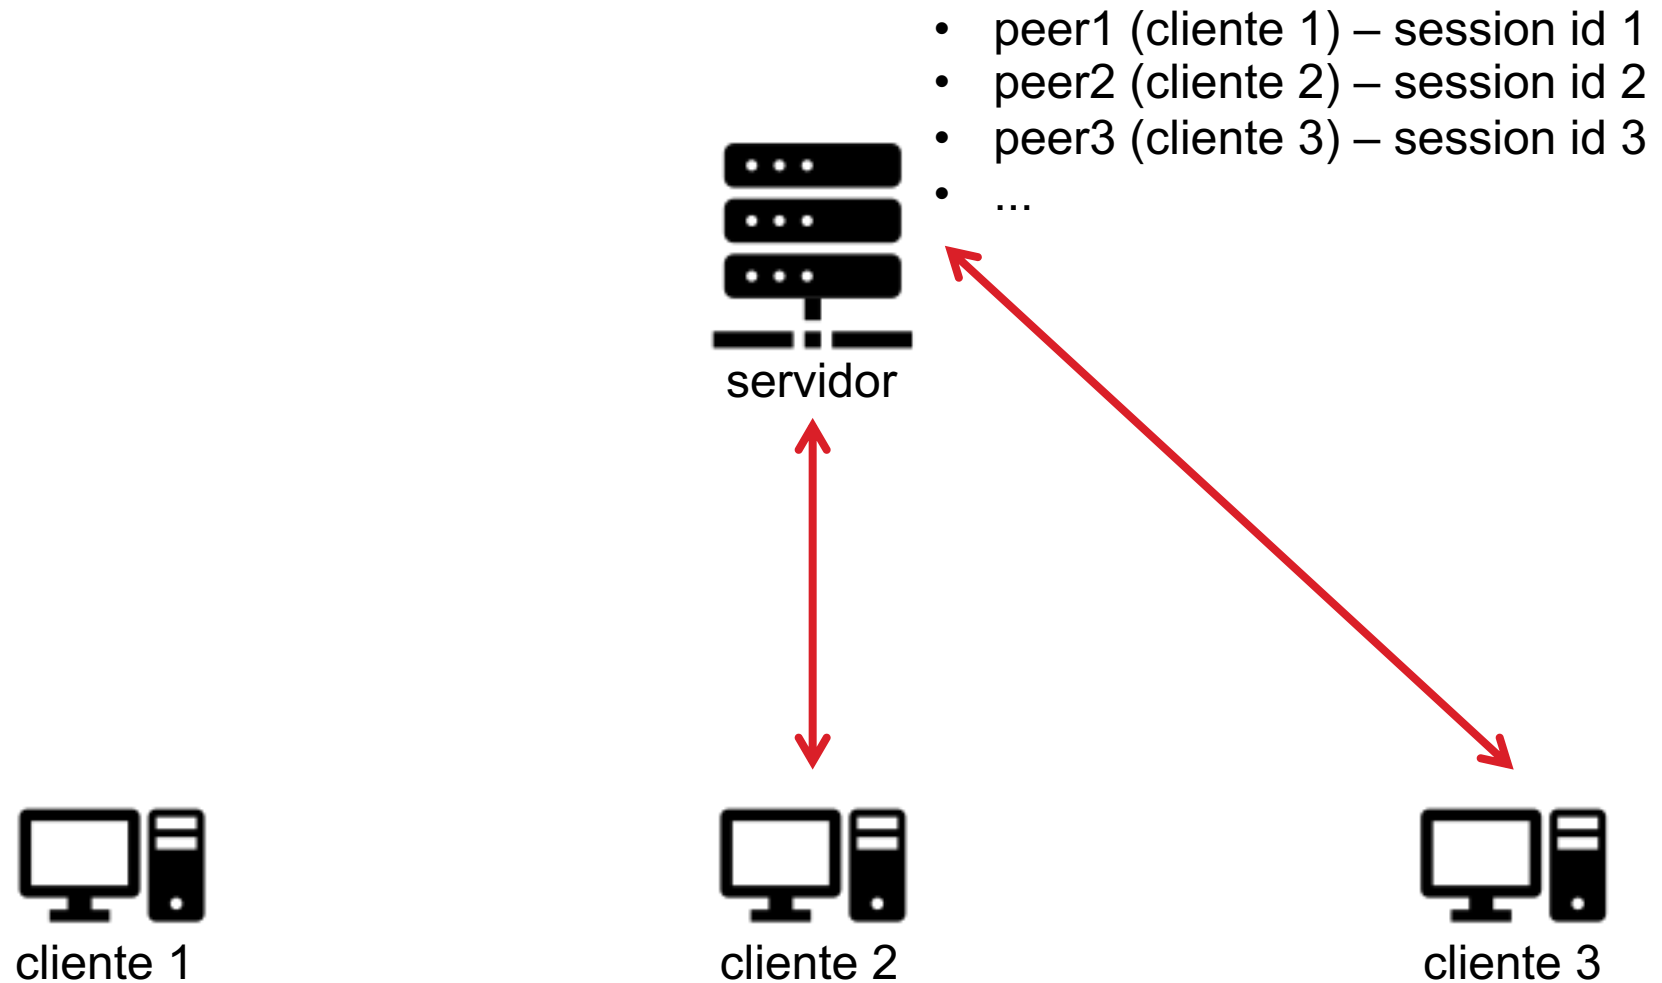 • peer1 (cliente 1) – session id 1
• peer2 (cliente 2) – session id 2
• peer3 (cliente 3) – session id 3
• ...
servidor
cliente 1
cliente 2
cliente 3